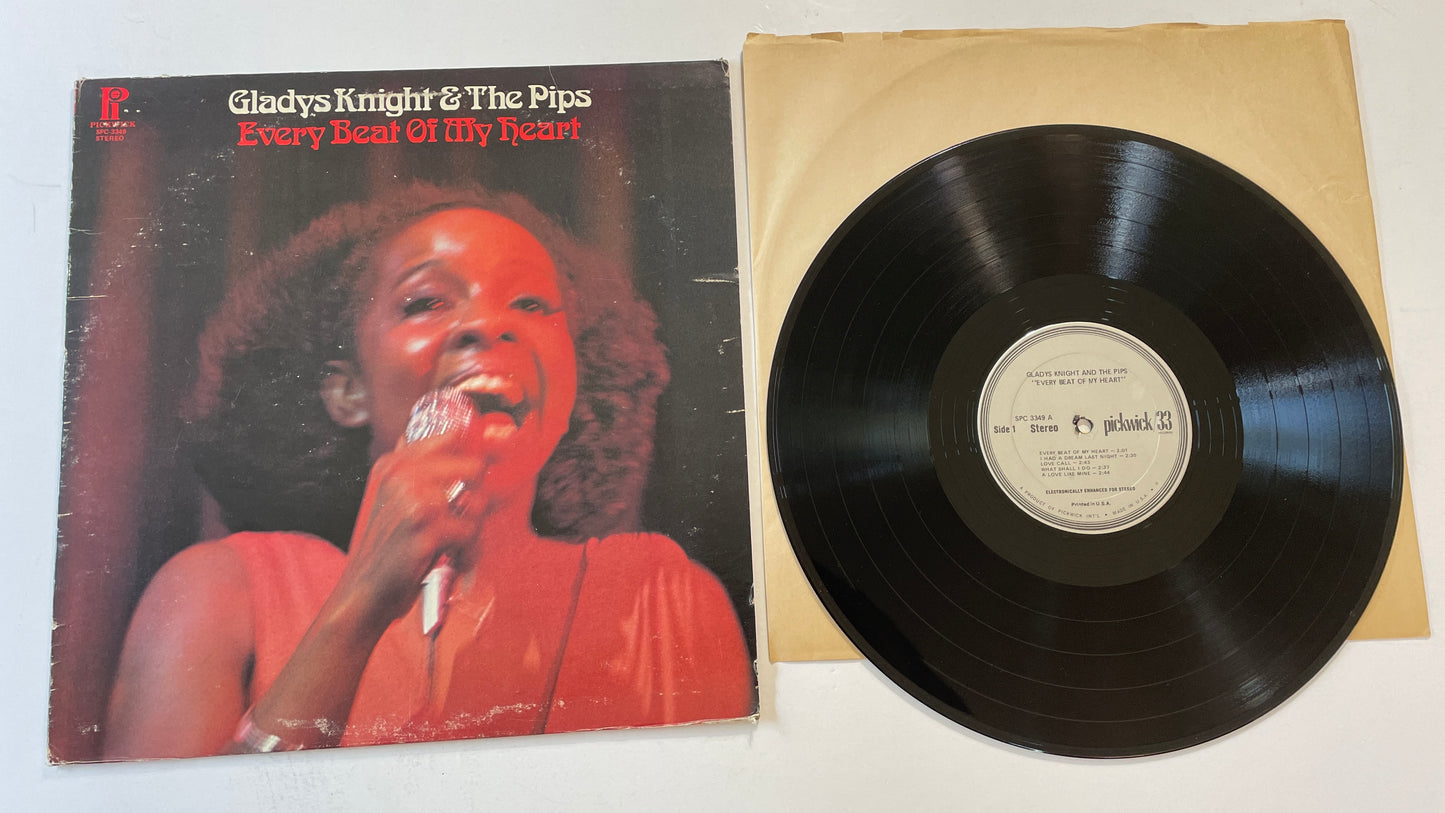 PICKWICK
SPC-3349
STEREO
Gladys Knight & The Pips
Every Beat Of My Heart
GLADYS KNIGHT AND THE PIPS
"EVERY BEAT OF MY HEART"
SPC 3349 A
Side 1 Stereo
pickwick/33
EVERY BEAT OF MY HEART — 2:01
I HAD A DREAM LAST NIGHT — 2:30
LOVE CALL — 2:43
WHAT SHALL I DO — 2:37
A LOVE LIKE MINE — 2:44
ELECTRONICALLY ENHANCED FOR STEREO
Printed in U.S.A.
A PRODUCT OF PICKWICK INT'L. • MADE IN U.S.A.